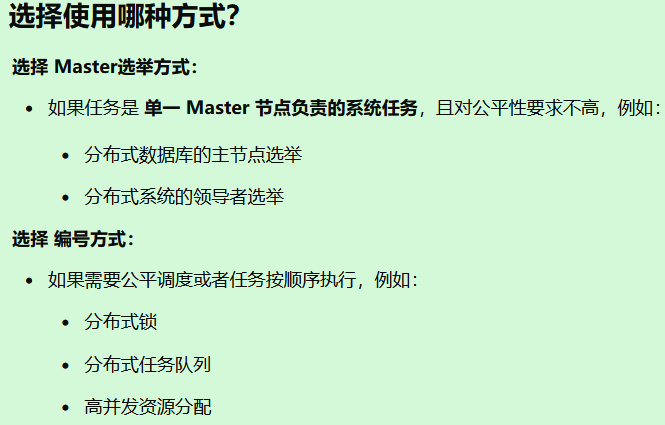 选择使用哪种方式？
选择 Master选举方式：
如果任务是 单一 Master 节点负责的系统任务，且对公平性要求不高，例如：
分布式数据库的主节点选举
分布式系统的领导者选举
选择 编号方式：
如果需要公平调度或者任务按顺序执行，例如：
分布式锁
分布式任务队列
高并发资源分配